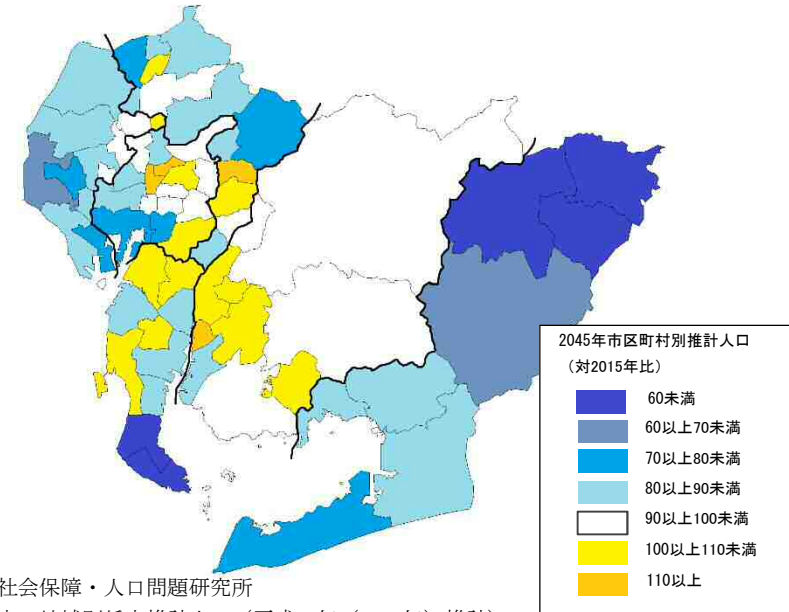 2045年市区町村別推計人口
（対2015年比）
60未満
60以上70未満
70以上80未満
80以上90未満
90以上100未満
100以上110未満
110以上
社会保障・人口問題研究所